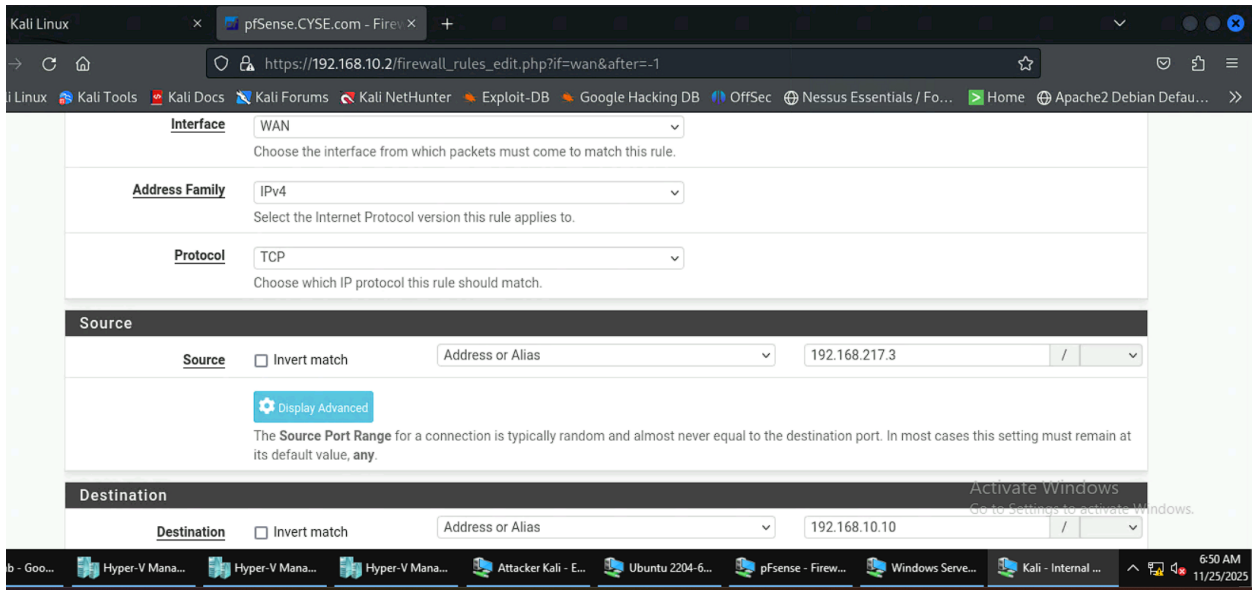 Kali Linux × pfSense.CYSE.com - Firew × +
https://192.168.10.2/firewall_rules_edit.php?if=wan&after=-1
li Linux Kali Tools Kali Docs Kali Forums Kali NetHunter Exploit-DB Google Hacking DB OffSec Nessus Essentials / Fo... Home Apache2 Debian Defau... »
Interface WAN
Choose the interface from which packets must come to match this rule.
Address Family IPv4
Select the Internet Protocol version this rule applies to.
Protocol TCP
Choose which IP protocol this rule should match.
Source
Source Invert match Address or Alias 192.168.217.3 /
Display Advanced
The Source Port Range for a connection is typically random and almost never equal to the destination port. In most cases this setting must remain at
its default value, any.
Destination
Activate Windows
Go to Settings to activate Windows.
Destination Invert match Address or Alias 192.168.10.10 /
b - Goo... Hyper-V Mana... Hyper-V Mana... Hyper-V Mana... Attacker Kali - E... Ubuntu 2204-6... pFsense - Firew... Windows Serve... Kali - Internal ... 6:50 AM
11/25/2025